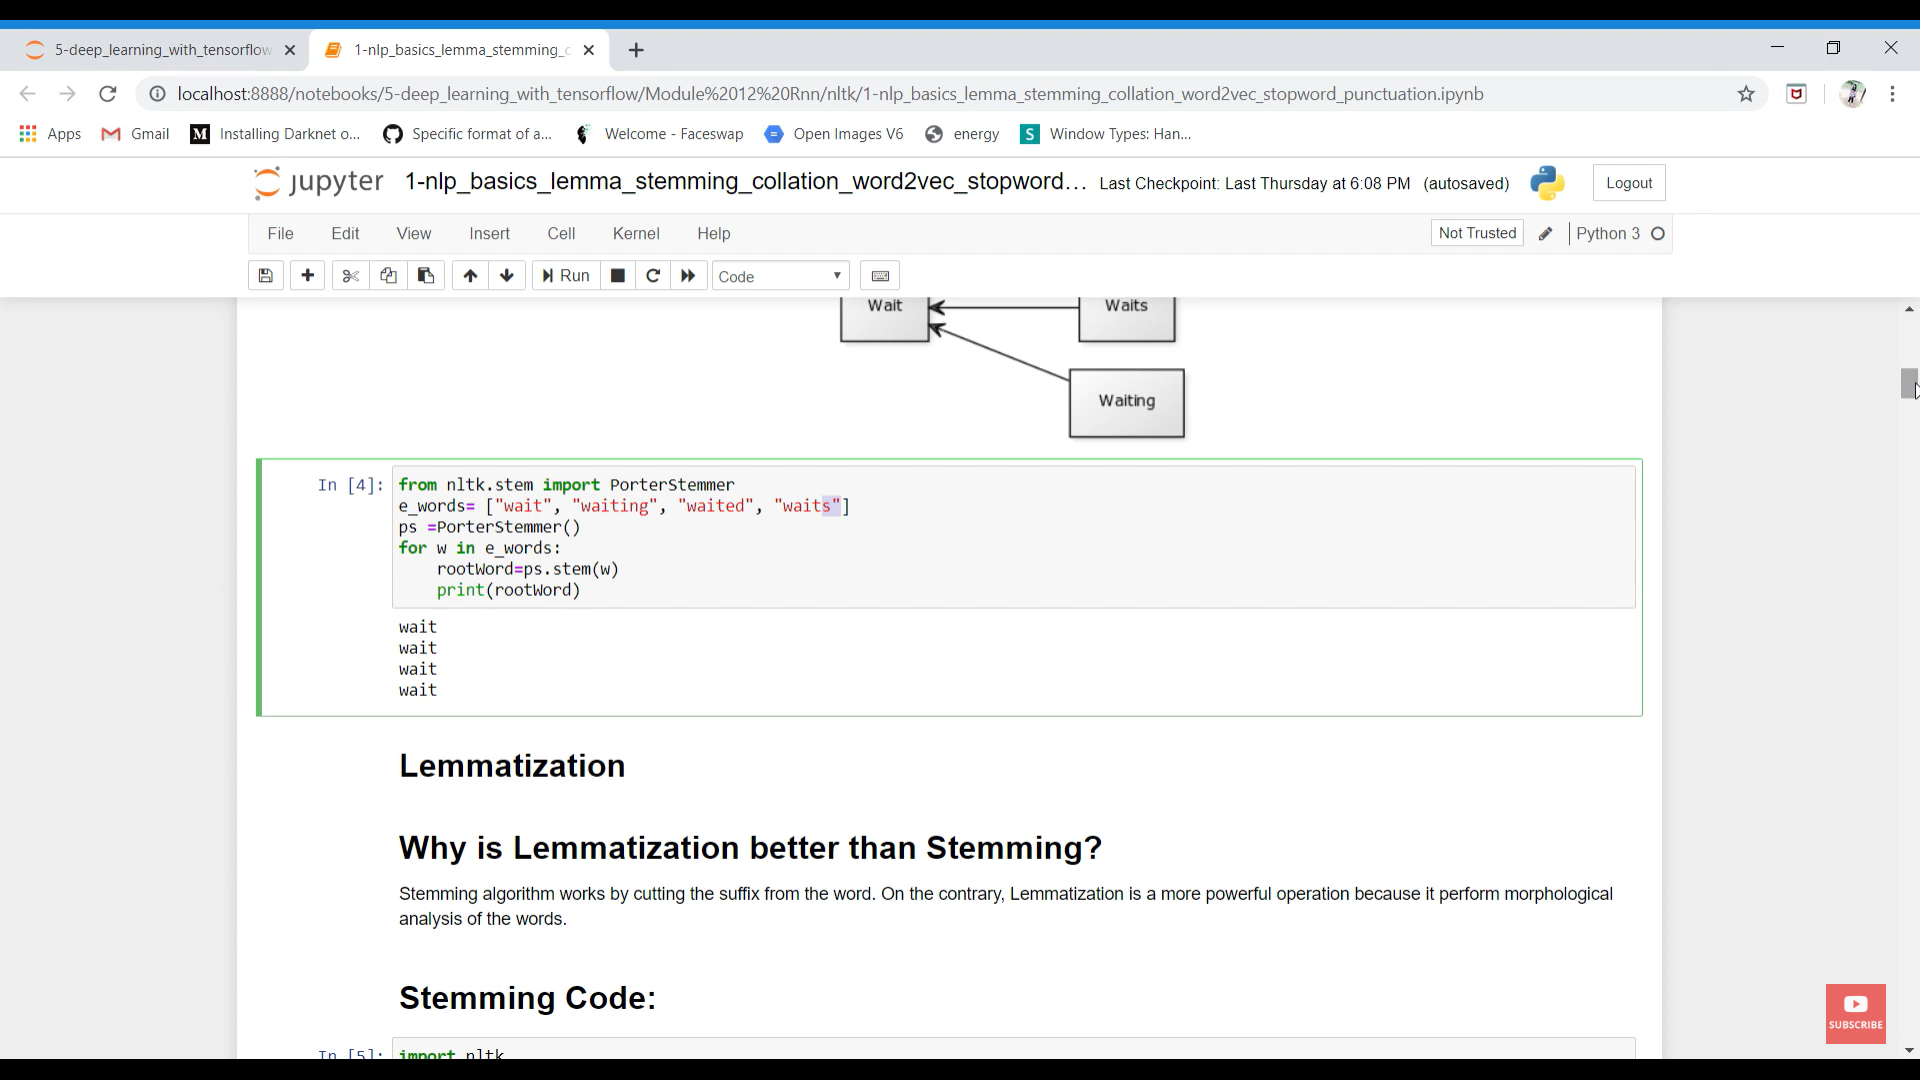 5-deep_learning_with_tensorflow
1-nlp_basics_lemma_stemming_c
localhost:8888/notebooks/5-deep_learning_with_tensorflow/Module%2012%20Rnn/nltk/1-nlp_basics_lemma_stemming_collation_word2vec_stopword_punctuation.ipynb
Apps Gmail Installing Darknet o... Specific format of a... Welcome - Faceswap Open Images V6 energy Window Types: Han...
jupyter 1-nlp_basics_lemma_stemming_collation_word2vec_stopword... Last Checkpoint: Last Thursday at 6:08 PM (autosaved) Logout
File Edit View Insert Cell Kernel Help Not Trusted Python 3
Run Code
Wait Waits
Waiting
In [4]: from nltk.stem import PorterStemmer
e_words= ["wait", "waiting", "waited", "waits"]
ps =PorterStemmer()
for w in e_words:
    rootWord=ps.stem(w)
    print(rootWord)
wait
wait
wait
wait
Lemmatization
Why is Lemmatization better than Stemming?
Stemming algorithm works by cutting the suffix from the word. On the contrary, Lemmatization is a more powerful operation because it perform morphological
analysis of the words.
Stemming Code:
In [5]: import nltk
SUBSCRIBE